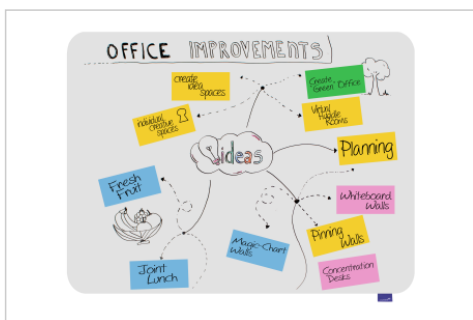 OFFICE IMPROVEMENTS
create
idea
spaces
Create
Green Office
individual
creative
spaces
Virtual
Huddle
Rooms
ideas
Planning
Fresh
Fruit
Whiteboard
Walls
Magic-Chart
Walls
Pinning
Walls
Joint
Lunch
Concentration
Desks